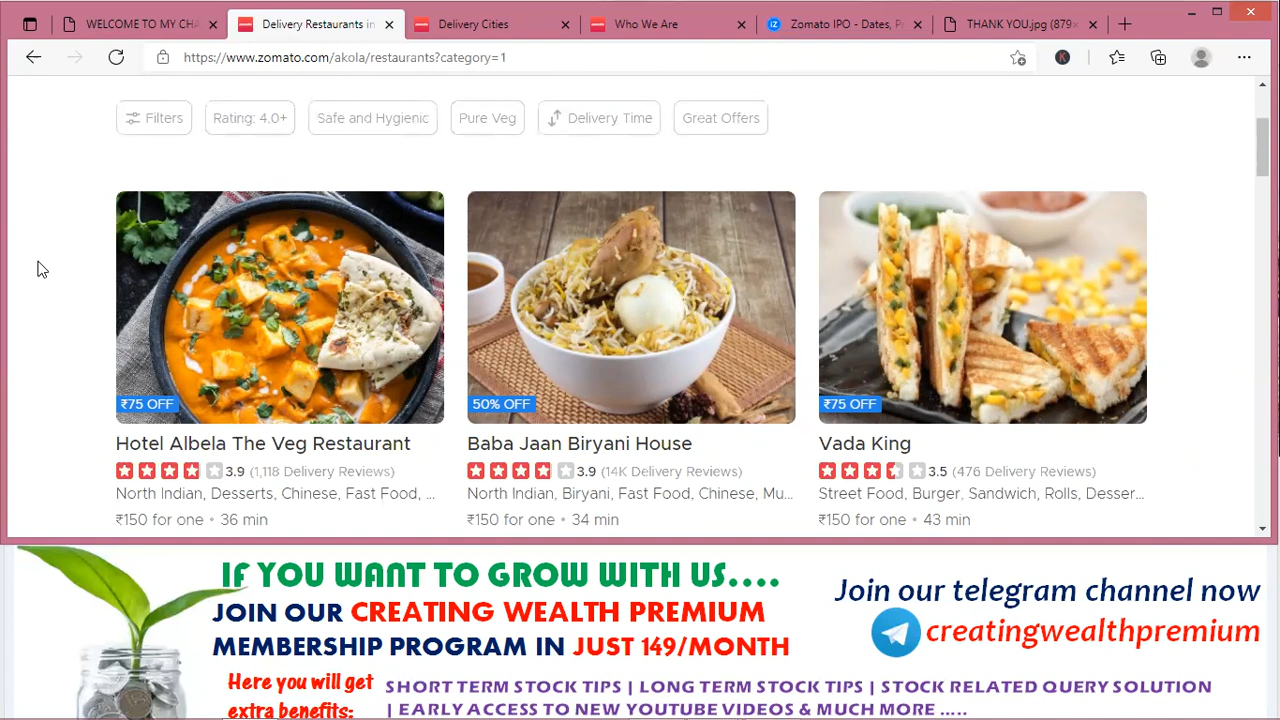 WELCOME TO MY CHA
Delivery Restaurants in
Delivery Cities
Who We Are
Zomato IPO - Dates, P
THANK YOU.jpg (879×
https://www.zomato.com/akola/restaurants?category=1
K
Filters
Rating: 4.0+
Safe and Hygienic
Pure Veg
Delivery Time
Great Offers
₹75 OFF
50% OFF
₹75 OFF
Hotel Albela The Veg Restaurant
Baba Jaan Biryani House
Vada King
3.9 (1,118 Delivery Reviews)
3.9 (14K Delivery Reviews)
3.5 (476 Delivery Reviews)
North Indian, Desserts, Chinese, Fast Food, ...
North Indian, Biryani, Fast Food, Chinese, Mu...
Street Food, Burger, Sandwich, Rolls, Desser...
₹150 for one • 36 min
₹150 for one • 34 min
₹150 for one • 43 min
IF YOU WANT TO GROW WITH US....
JOIN OUR CREATING WEALTH PREMIUM
MEMBERSHIP PROGRAM IN JUST 149/MONTH
Join our telegram channel now
creatingwealthpremium
Here you will get
extra benefits:
SHORT TERM STOCK TIPS | LONG TERM STOCK TIPS | STOCK RELATED QUERY SOLUTION
| EARLY ACCESS TO NEW YOUTUBE VIDEOS & MUCH MORE .....